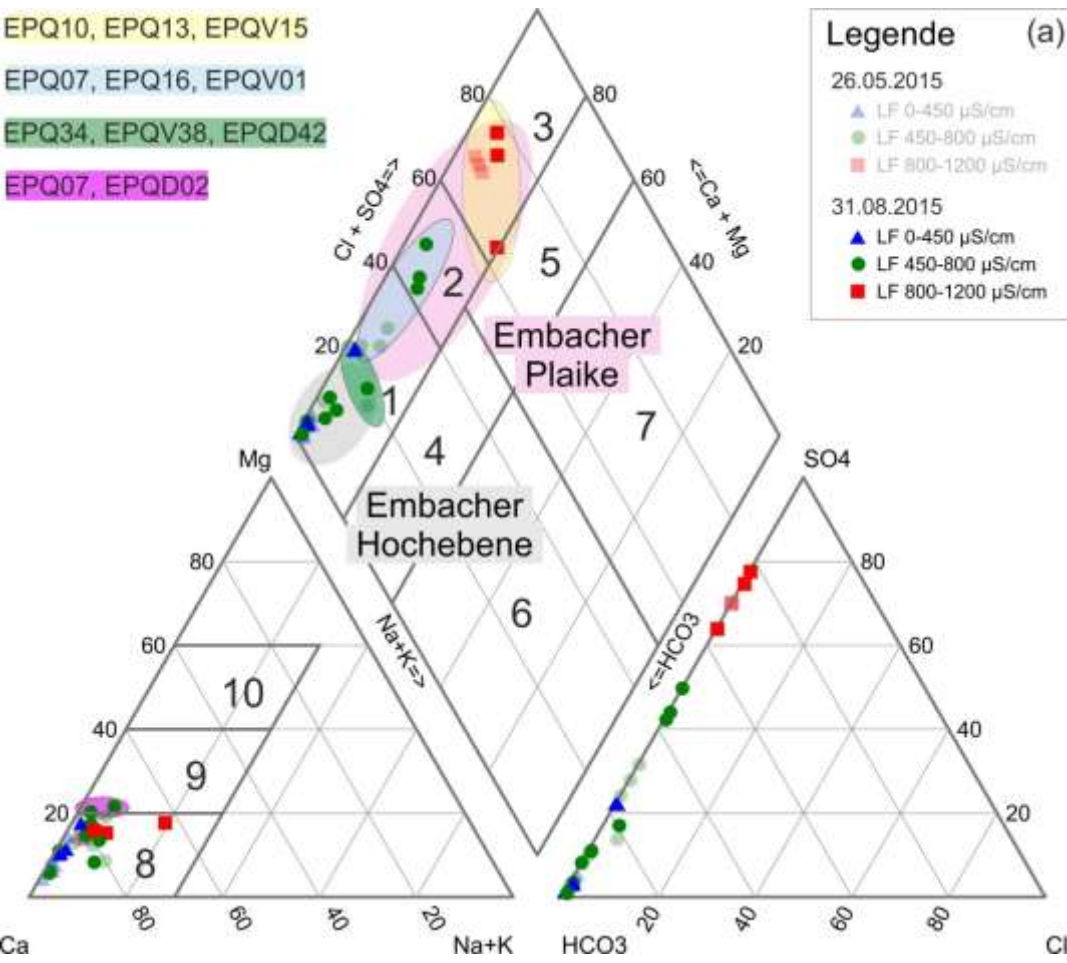 EPQ10, EPQ13, EPQV15
EPQ07, EPQ16, EPQV01
EPQ34, EPQV38, EPQD42
EPQ07, EPQD02
Legende (a)
26.05.2015
LF 0-450 µS/cm
LF 450-800 µS/cm
LF 800-1200 µS/cm
31.08.2015
LF 0-450 µS/cm
LF 450-800 µS/cm
LF 800-1200 µS/cm
80 80
3
60 60
Cl + SO4=>
<=Ca + Mg
40 40
2 5
20 20
Embacher
Plaike
1
7
4
Mg SO4
Embacher
Hochebene
80 80
6
Na+K=>
<=HCO3
60 60
10
40 40
9
20 20
8
80 60 40 20 20 40 60 80
Ca Na+K HCO3 Cl